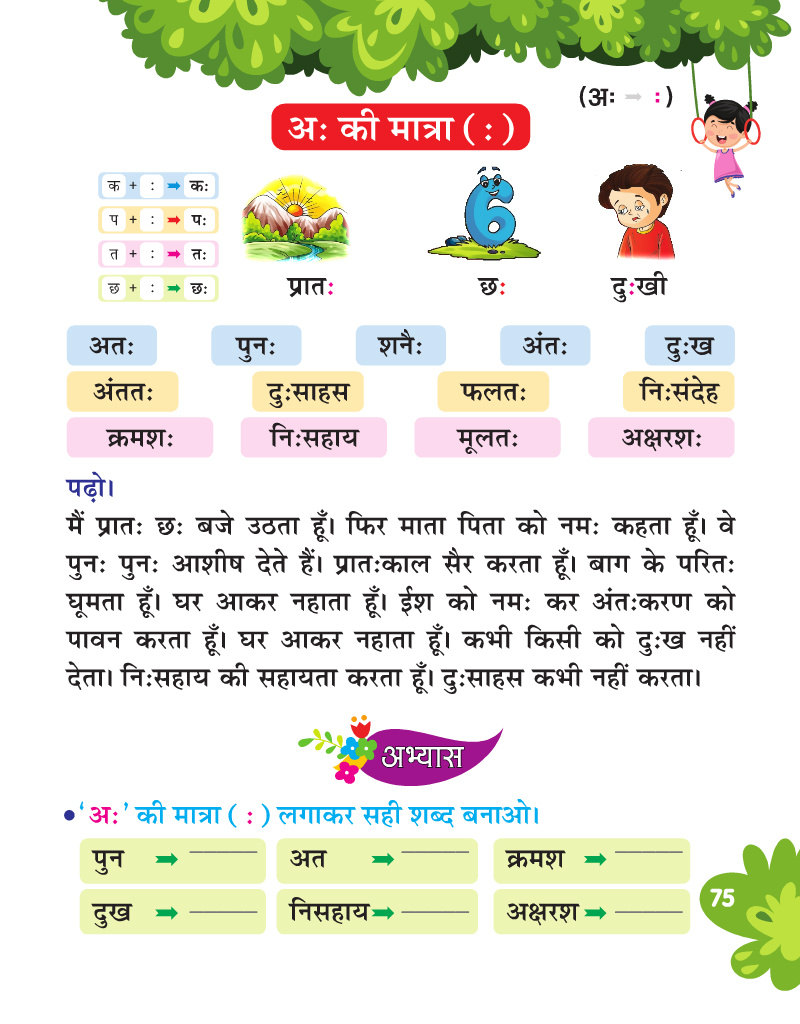 (अः ➡ :)
अः की मात्रा ( : )
क + : ➡ कः
प + : ➡ पः
त + : ➡ तः
छ + : ➡ छः
6
प्रातः छः दुःखी
अतः पुनः शनैः अंतः दुःख
अंततः दुःसाहस फलतः निःसंदेह
क्रमशः निःसहाय मूलतः अक्षरशः
पढ़ो।
मैं प्रातः छः बजे उठता हूँ। फिर माता पिता को नमः कहता हूँ। वे
पुनः पुनः आशीष देते हैं। प्रातःकाल सैर करता हूँ। बाग के परितः
घूमता हूँ। घर आकर नहाता हूँ। ईश को नमः कर अंतःकरण को
पावन करता हूँ। घर आकर नहाता हूँ। कभी किसी को दुःख नहीं
देता। निःसहाय की सहायता करता हूँ। दुःसाहस कभी नहीं करता।
अभ्यास
• 'अः' की मात्रा ( : ) लगाकर सही शब्द बनाओ।
पुन ➡ ______ अत ➡ ______ क्रमश ➡ ______
दुख ➡ ______ निसहाय ➡ ______ अक्षरश ➡ ______
75